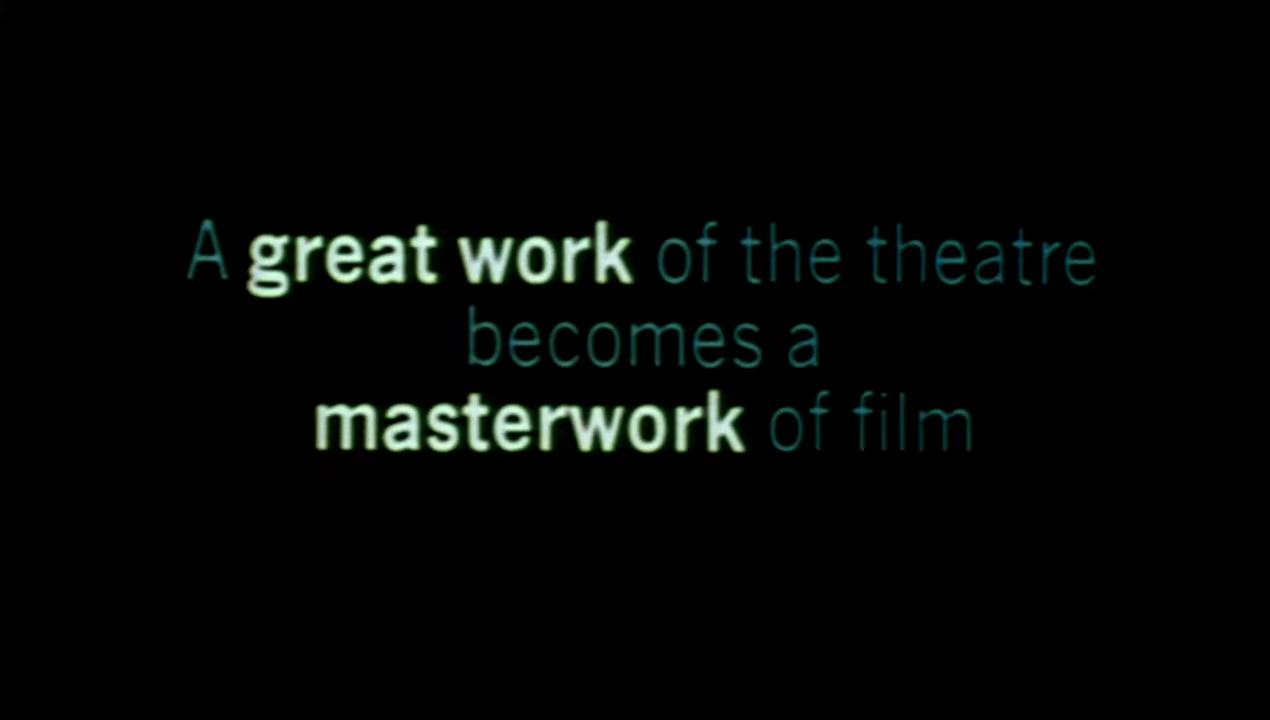 A great work of the theatre
becomes a
masterwork of film